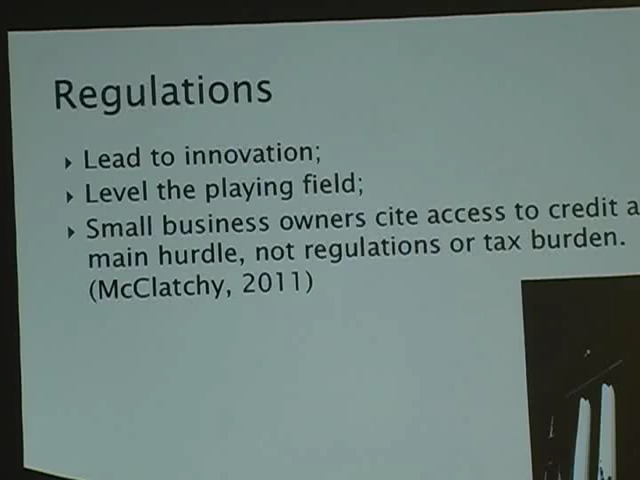 Regulations
Lead to innovation;
Level the playing field;
Small business owners cite access to credit a
main hurdle, not regulations or tax burden.
(McClatchy, 2011)